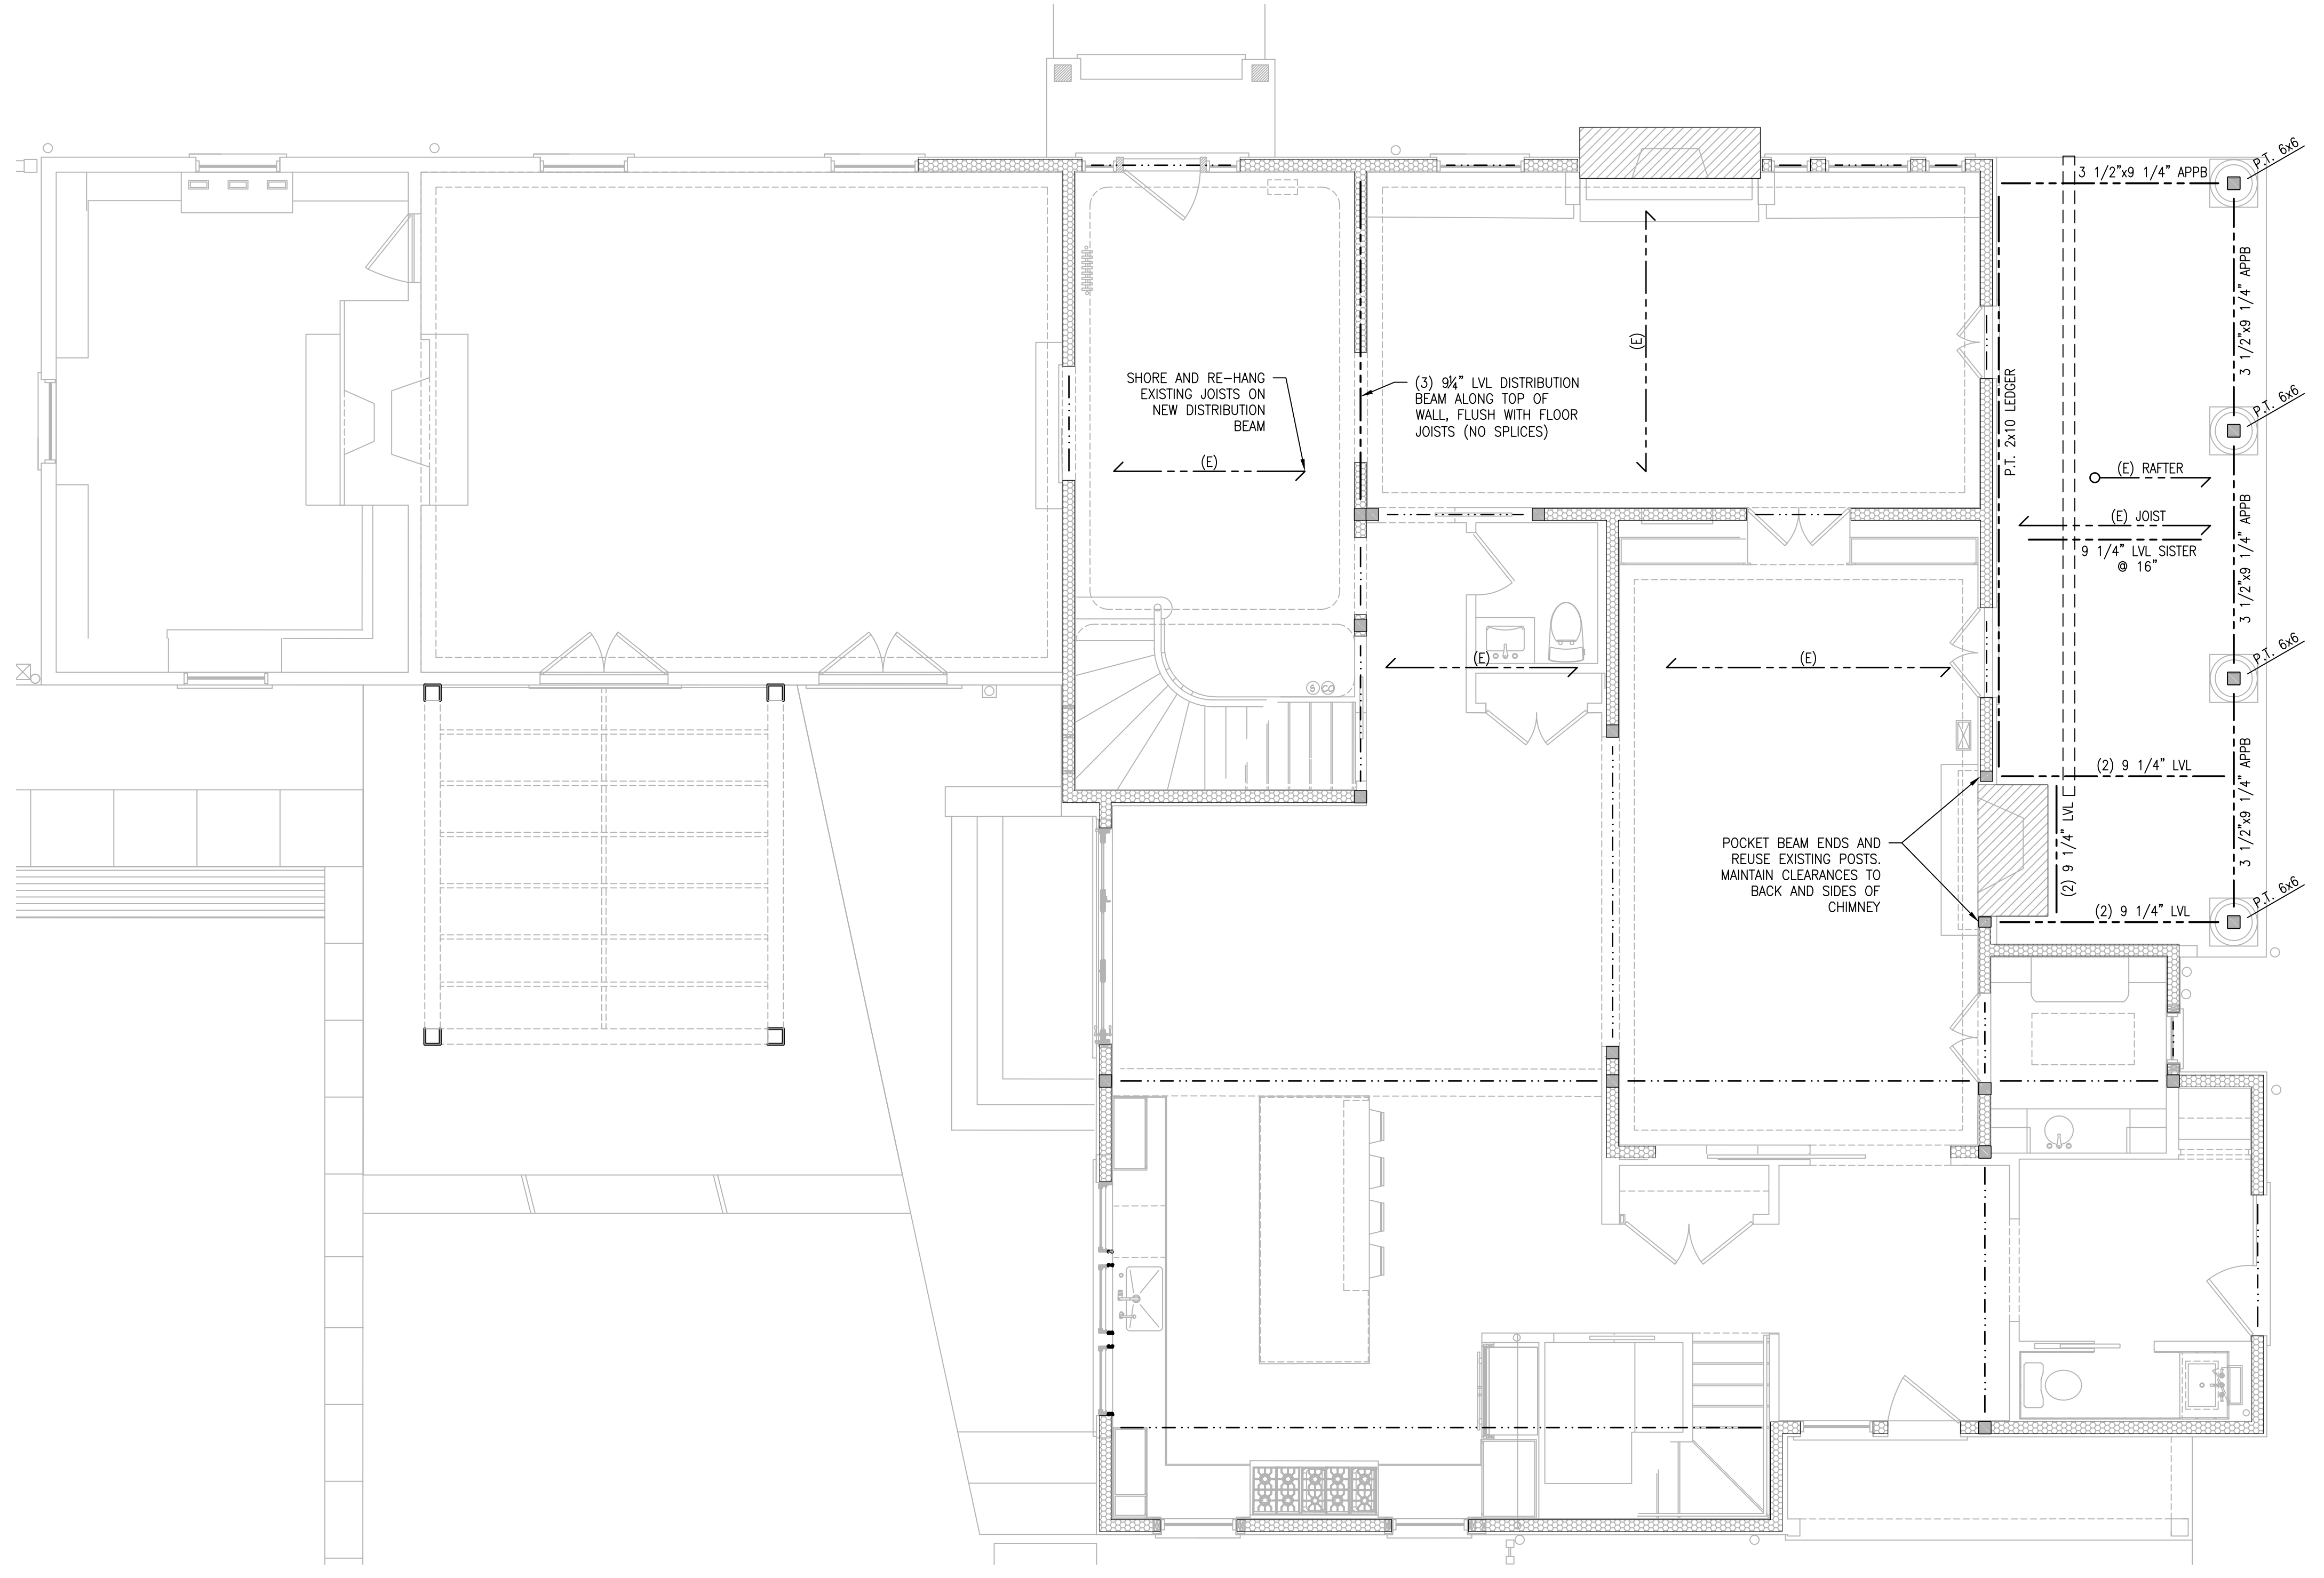 3 1/2"x9 1/4" APPB
P.T. 6x6
3 1/2"x9 1/4" APPB
P.T. 2x10 LEDGER
P.T. 6x6
(E)
SHORE AND RE-HANG
EXISTING JOISTS ON
NEW DISTRIBUTION
BEAM
(3) 9¼" LVL DISTRIBUTION
BEAM ALONG TOP OF
WALL, FLUSH WITH FLOOR
JOISTS (NO SPLICES)
(E)
(E) RAFTER
(E) JOIST
9 1/4" LVL SISTER
@ 16"
3 1/2"x9 1/4" APPB
P.T. 6x6
(E)
(E)
S
CO
(2) 9 1/4" LVL
3 1/2"x9 1/4" APPB
(2) 9 1/4" LVL
POCKET BEAM ENDS AND
REUSE EXISTING POSTS.
MAINTAIN CLEARANCES TO
BACK AND SIDES OF
CHIMNEY
(2) 9 1/4" LVL
P.T. 6x6